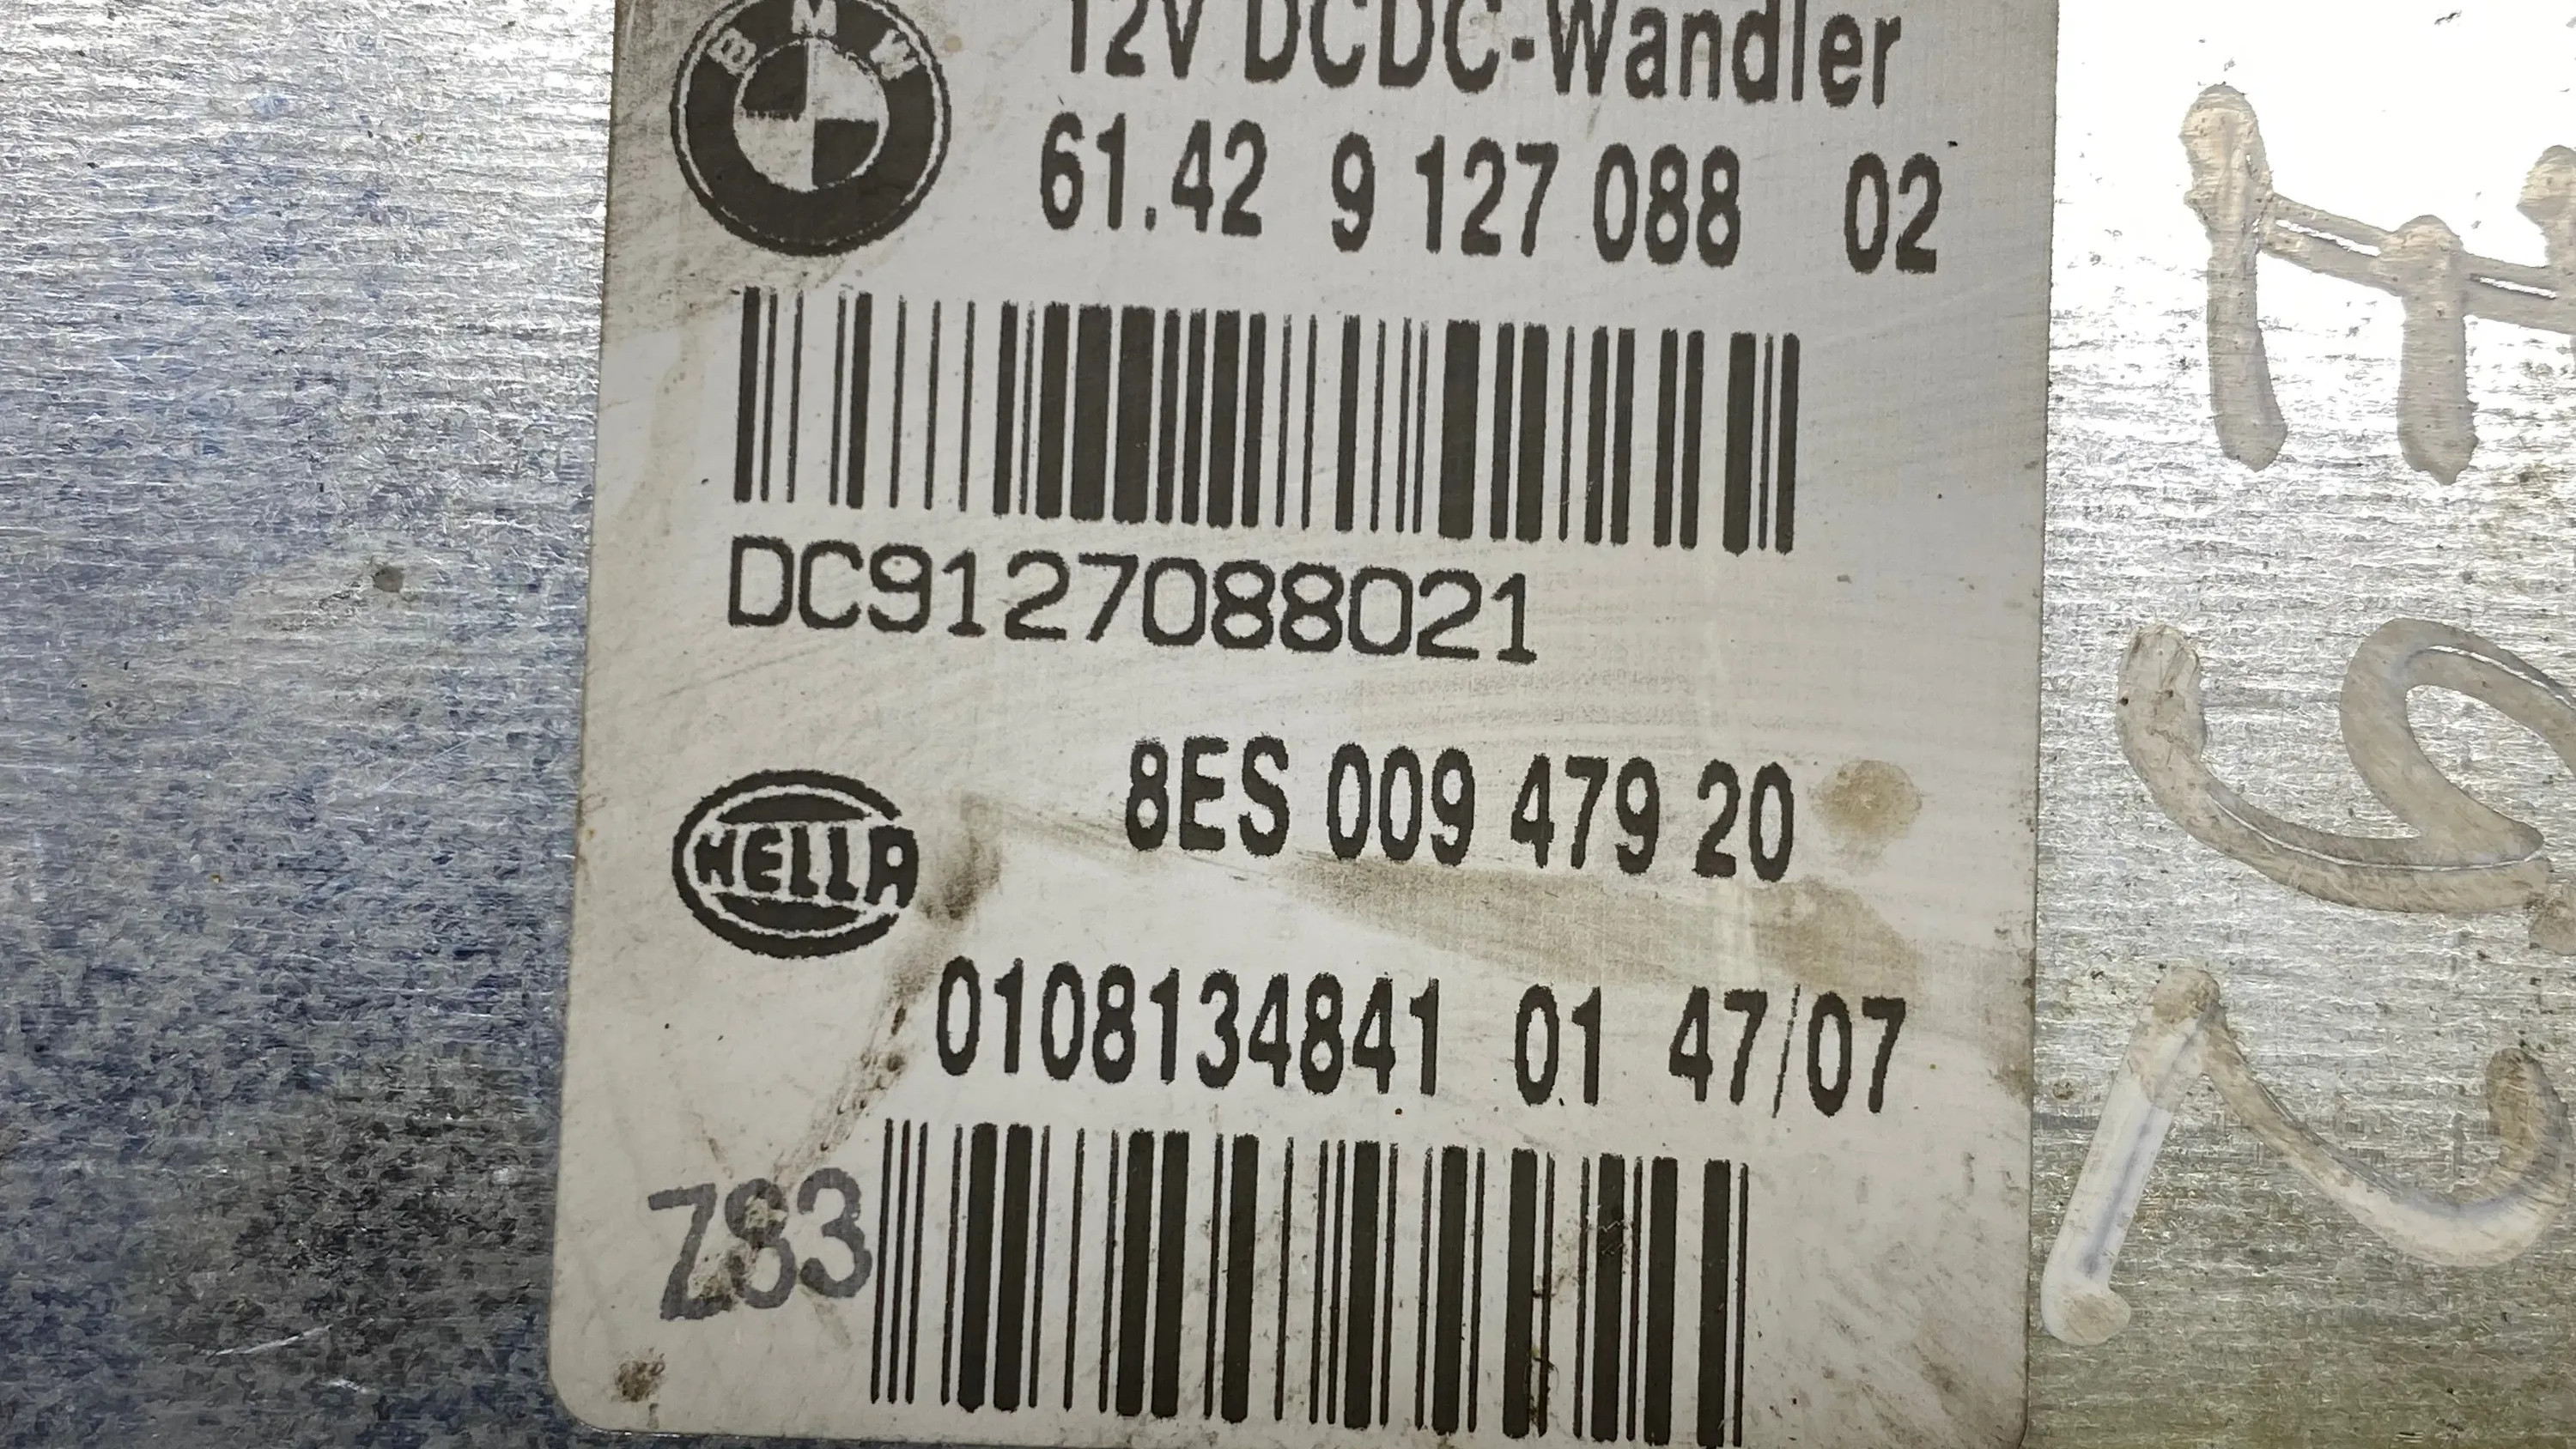 BMW
12V DCDC-Wandler
61.42 9 127 088 02
DC9127088021
HELLA
8ES 009 479 20
0108134841 01 47/07
Z83